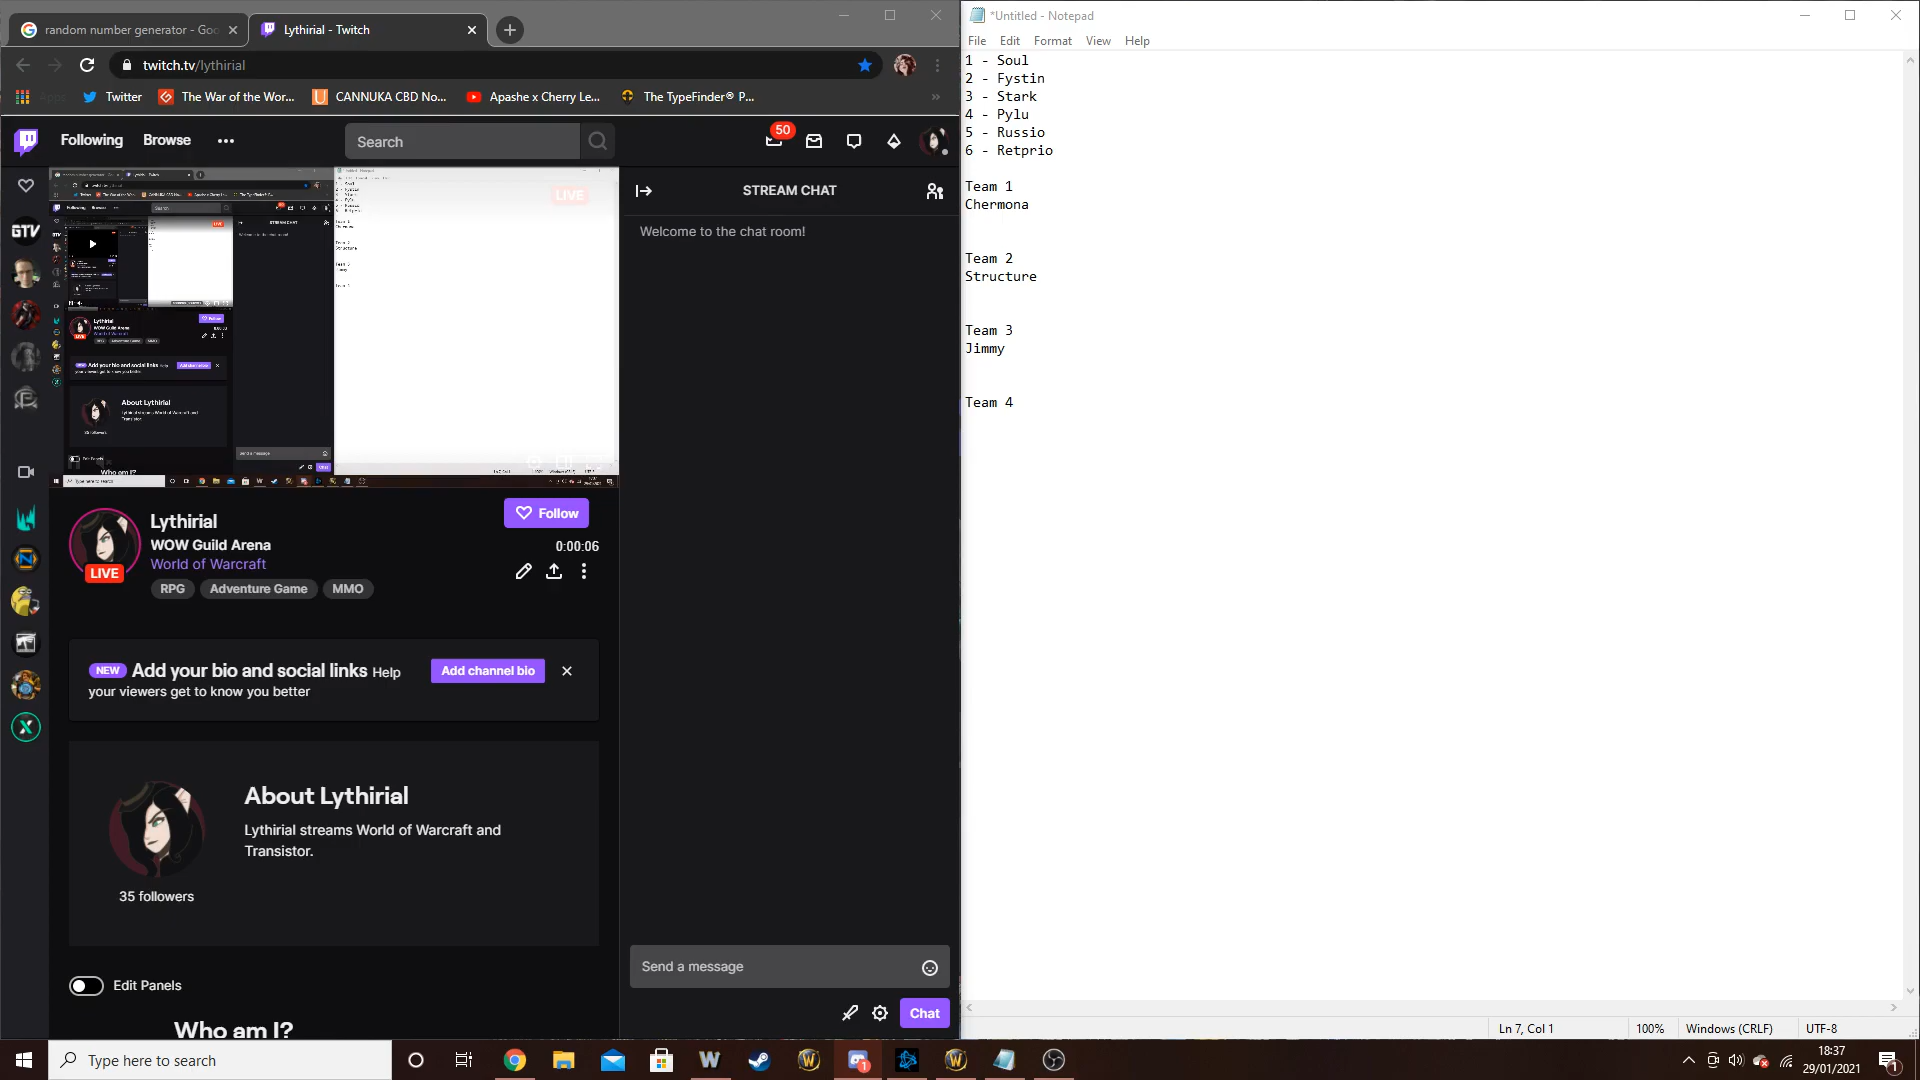 random number generator - Goo
Lythirial - Twitch
twitch.tv/lythirial
Apps
Twitter
The War of the Wor...
CANNUKA CBD No...
Apashe x Cherry Le...
The TypeFinder® P...
»
Following
Browse
Search
50
GTV
LIVE
STREAM CHAT
Welcome to the chat room!
Lythirial
WOW Guild Arena
World of Warcraft
LIVE
RPG
Adventure Game
MMO
Follow
0:00:06
NEW Add your bio and social links Help
your viewers get to know you better
Add channel bio
About Lythirial
Lythirial streams World of Warcraft and
Transistor.
35 followers
Edit Panels
Who am I?
Send a message
Chat
*Untitled - Notepad
File Edit Format View Help
1 - Soul
2 - Fystin
3 - Stark
4 - Pylu
5 - Russio
6 - Retprio
Team 1
Chermona
Team 2
Structure
Team 3
Jimmy
Team 4
Ln 7, Col 1
100%
Windows (CRLF)
UTF-8
Type here to search
18:37
29/01/2021